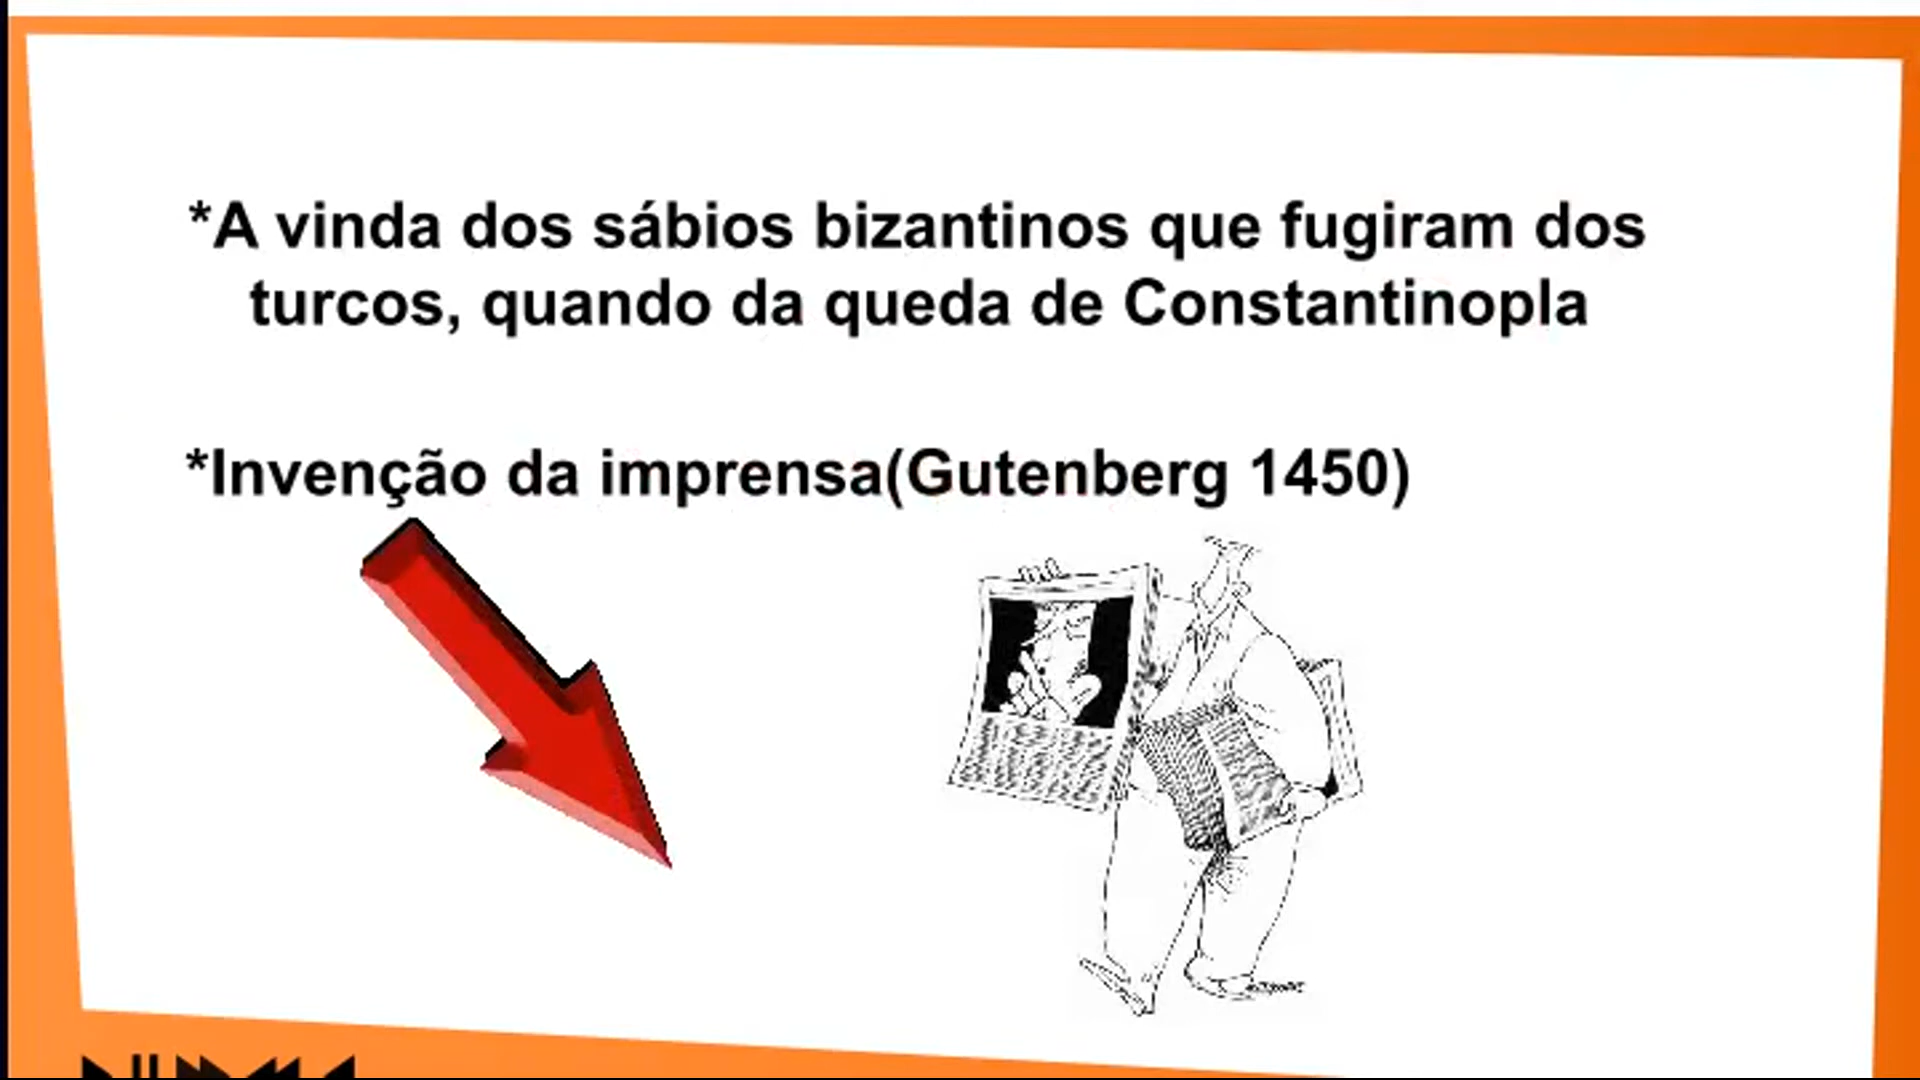 *A vinda dos sábios bizantinos que fugiram dos
turcos, quando da queda de Constantinopla
*Invenção da imprensa(Gutenberg 1450)